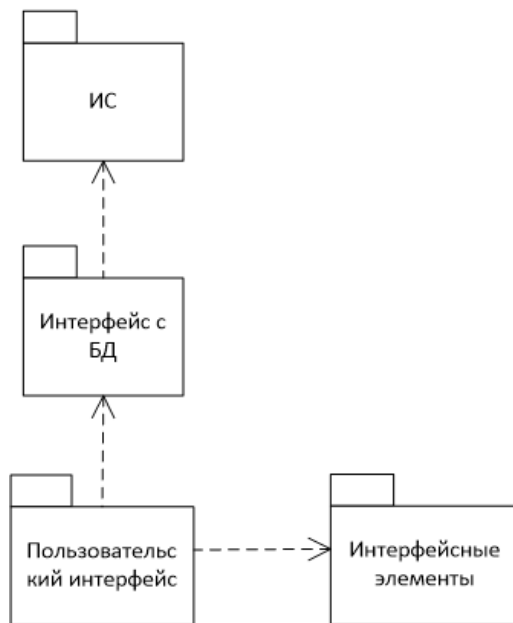 ИС
Интерфейс с
БД
Пользовательс
кий интерфейс
Интерфейсные
элементы